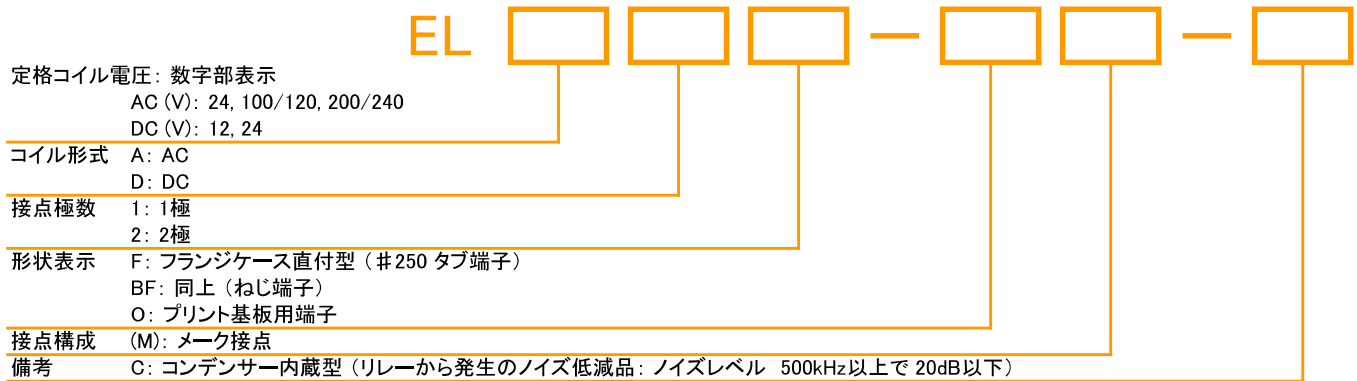 EL □□□ － □□ － □
定格コイル電圧: 数字部表示
AC (V): 24, 100/120, 200/240
DC (V): 12, 24
コイル形式 A: AC
D: DC
接点極数 1: 1極
2: 2極
形状表示 F: フランジケース直付型 (♯250 タブ端子)
BF: 同上 (ねじ端子)
O: プリント基板用端子
接点構成 (M): メーク接点
備考 C: コンデンサー内蔵型 (リレーから発生のノイズ低減品: ノイズレベル 500kHz以上で 20dB以下)